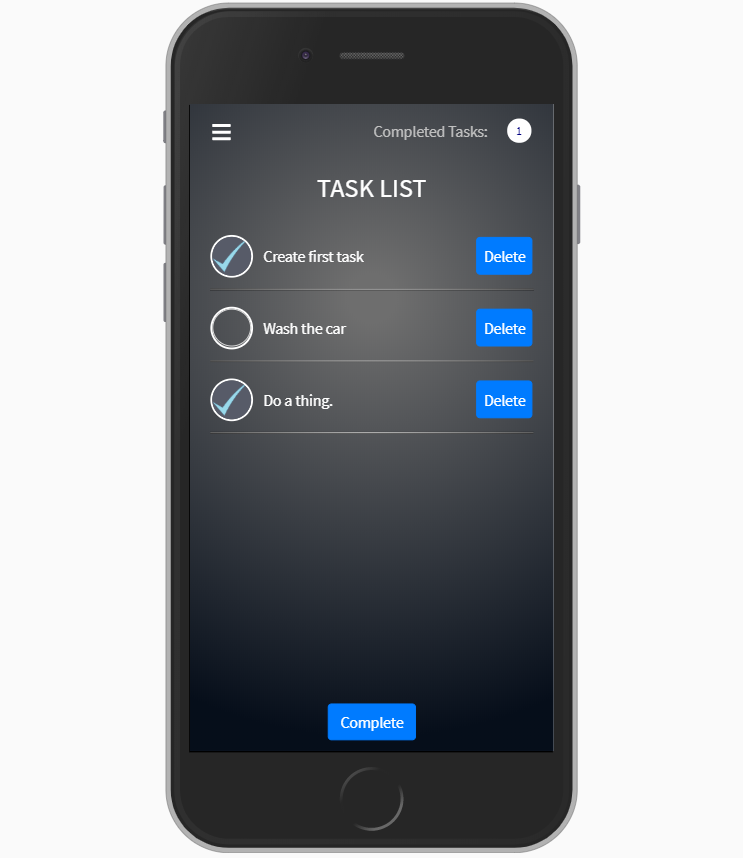 Completed Tasks: 1
TASK LIST
Create first task Delete
Wash the car Delete
Do a thing. Delete
Complete